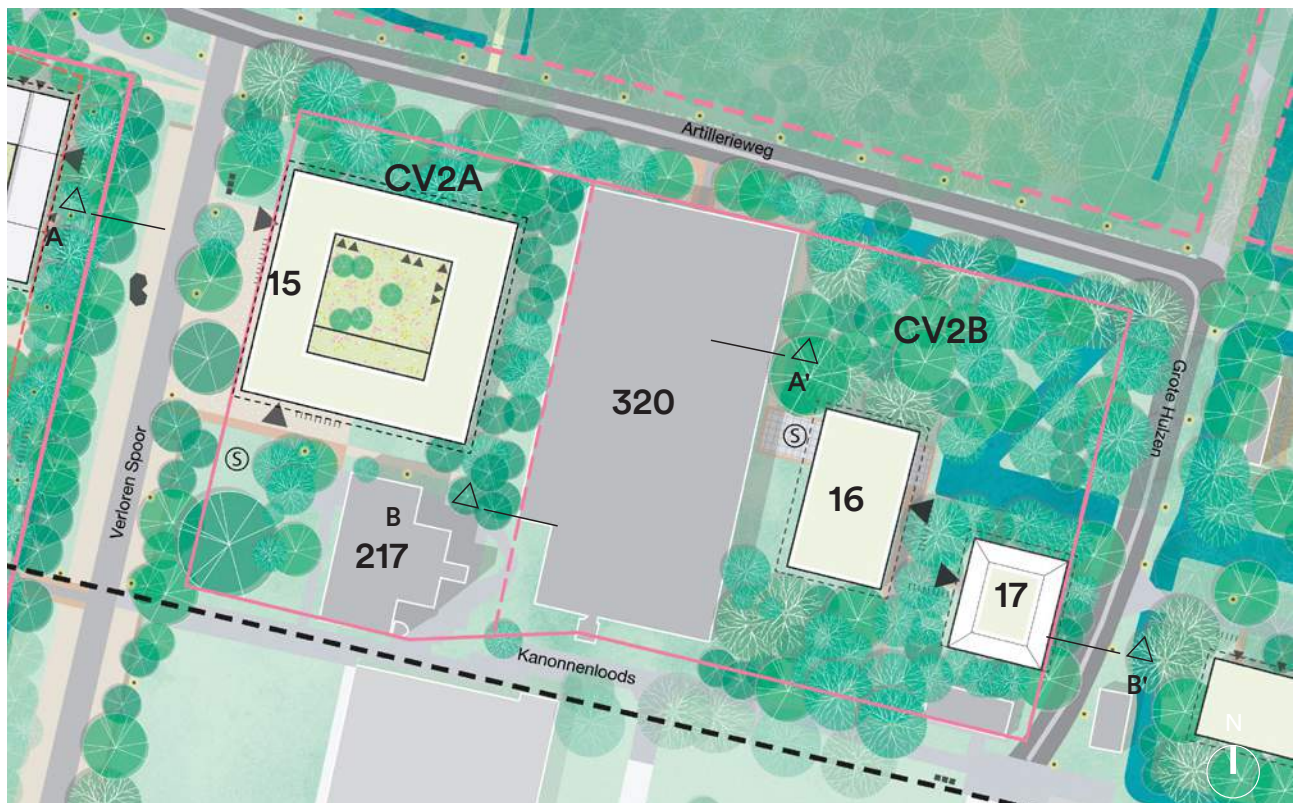 Artillerieweg
CV2A
A
15
CV2B
Grote Huizen
A'
320
S
S
16
Verloren Spoor
B
217
17
Kanonnenloods
B'
N